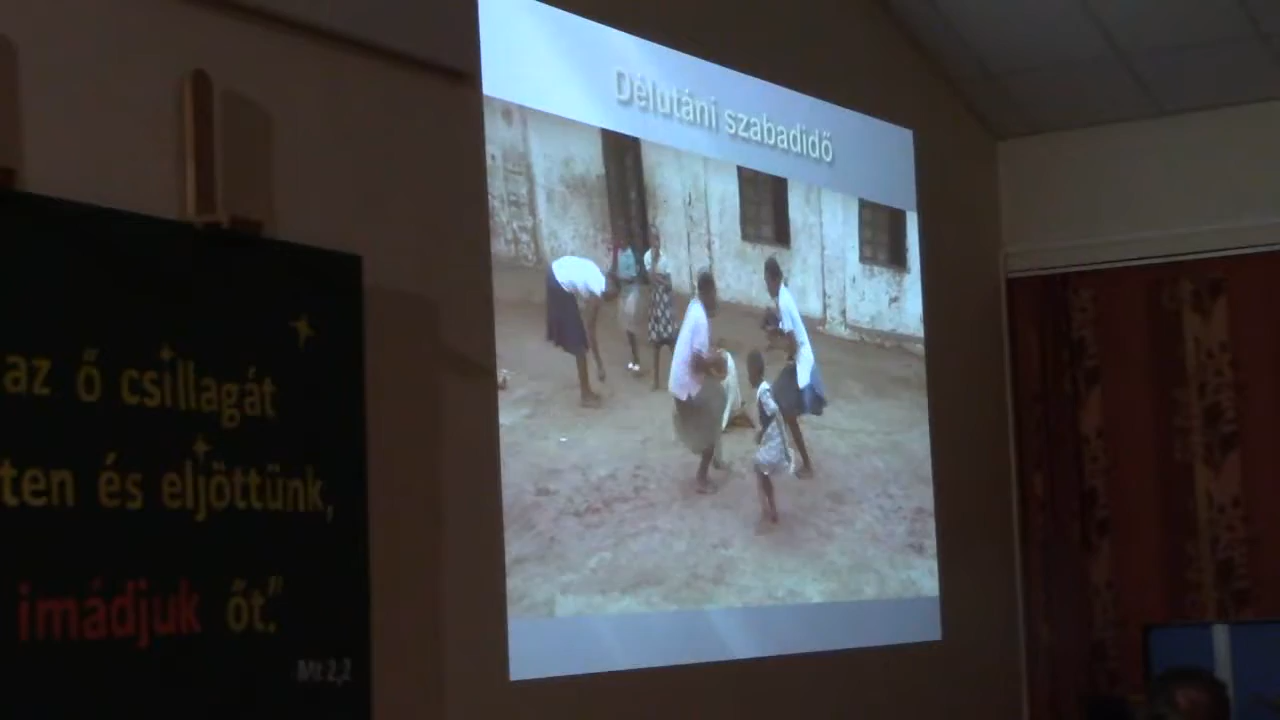 Délutáni szabadidő
az ő csillagát
ten és eljöttünk,
imádjuk őt."
Mt 2,2